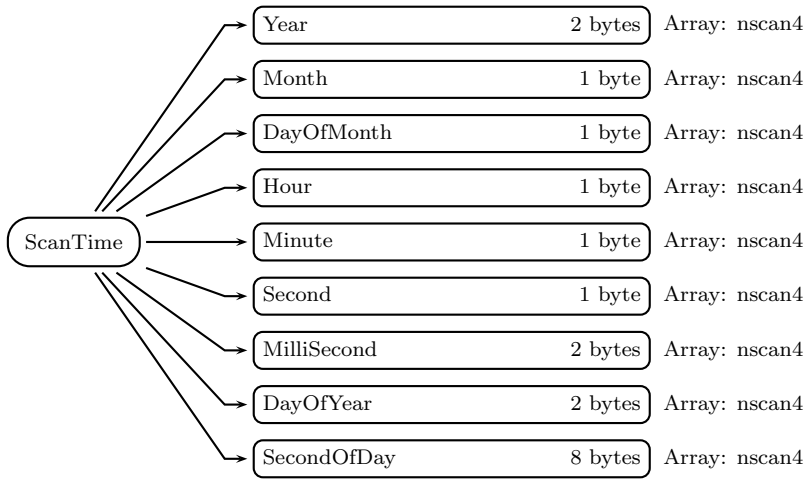 Year 2 bytes Array: nscan4
Month 1 byte Array: nscan4
DayOfMonth 1 byte Array: nscan4
Hour 1 byte Array: nscan4
ScanTime
Minute 1 byte Array: nscan4
Second 1 byte Array: nscan4
MilliSecond 2 bytes Array: nscan4
DayOfYear 2 bytes Array: nscan4
SecondOfDay 8 bytes Array: nscan4